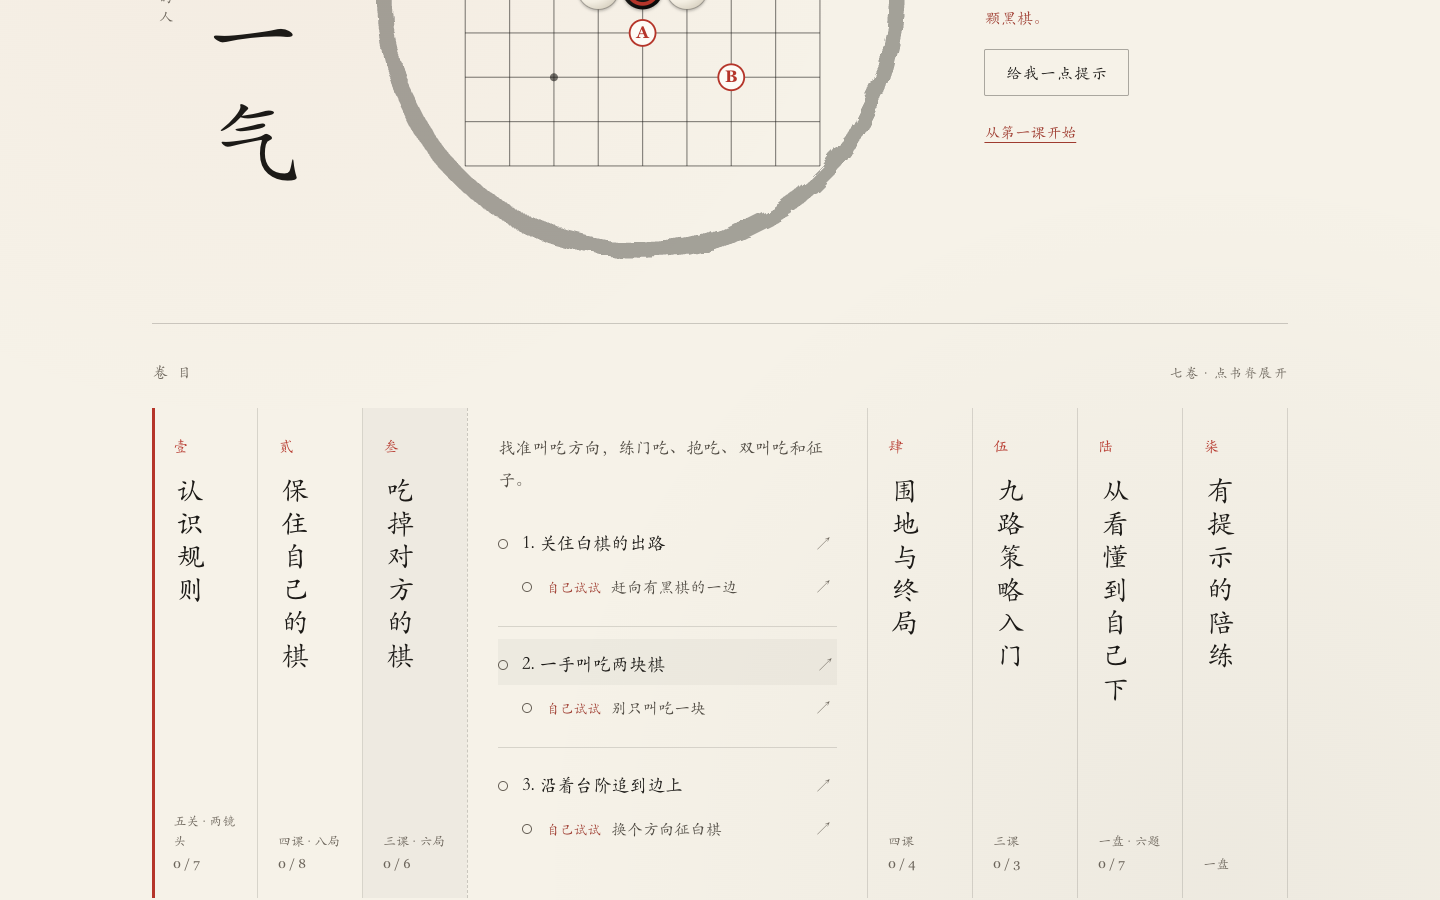 人
一
气
A
B
颗黑棋。
给我一点提示
从第一课开始
卷 目
七卷 · 点书脊展开
壹
认识规则
五关 · 两镜
头
0/7
贰
保住自己的棋
四课 · 八局
0/8
叁
吃掉对方的棋
三课 · 六局
0/6
找准叫吃方向，练门吃、抱吃、双叫吃和征
子。
1. 关住白棋的出路
自己试试 赶向有黑棋的一边
2. 一手叫吃两块棋
自己试试 别只叫吃一块
3. 沿着台阶追到边上
自己试试 换个方向征白棋
肆
围地与终局
四课
0/4
伍
九路策略入门
三课
0/3
陆
从看懂到自己下
一盘 · 六题
0/7
柒
有提示的陪练
一盘